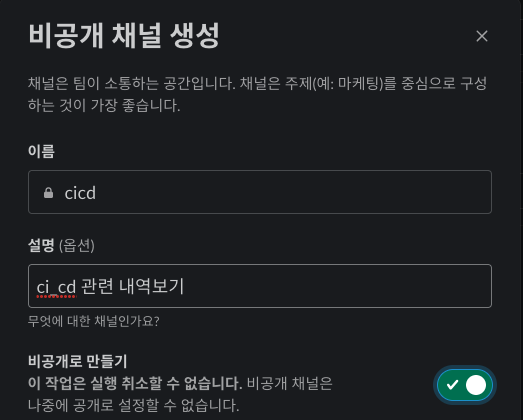 비공개 채널 생성
채널은 팀이 소통하는 공간입니다. 채널은 주제(예: 마케팅)를 중심으로 구성
하는 것이 가장 좋습니다.
이름
cicd
설명 (옵션)
ci_cd 관련 내역보기
무엇에 대한 채널인가요?
비공개로 만들기
이 작업은 실행 취소할 수 없습니다. 비공개 채널은
나중에 공개로 설정할 수 없습니다.